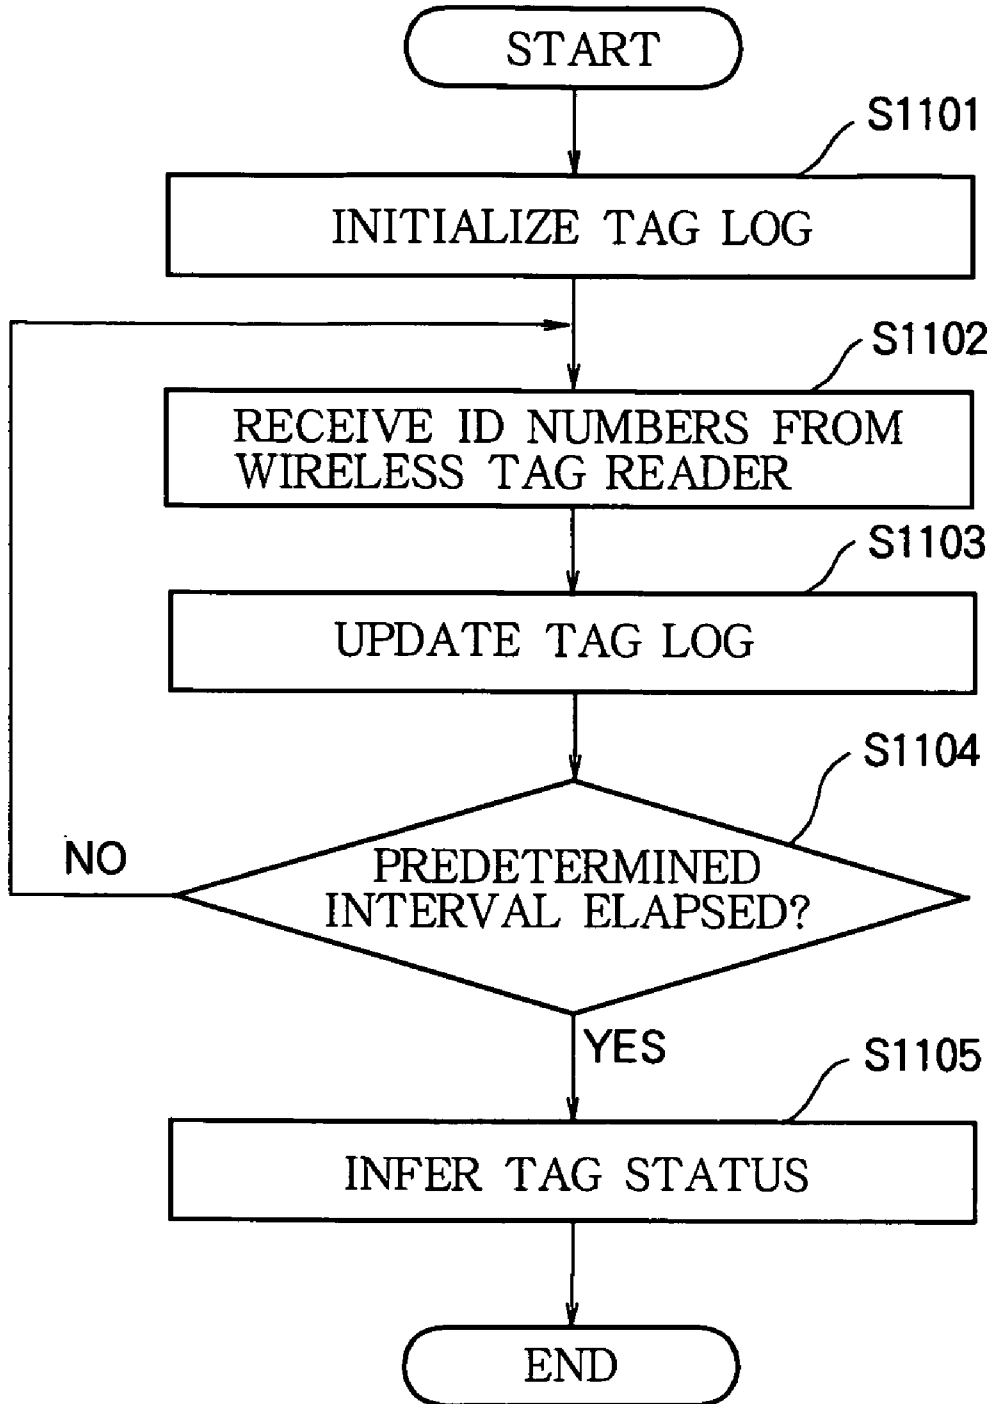 START
S1101
INITIALIZE TAG LOG
S1102
RECEIVE ID NUMBERS FROM
WIRELESS TAG READER
S1103
UPDATE TAG LOG
S1104
NO
PREDETERMINED
INTERVAL ELAPSED?
YES
S1105
INFER TAG STATUS
END